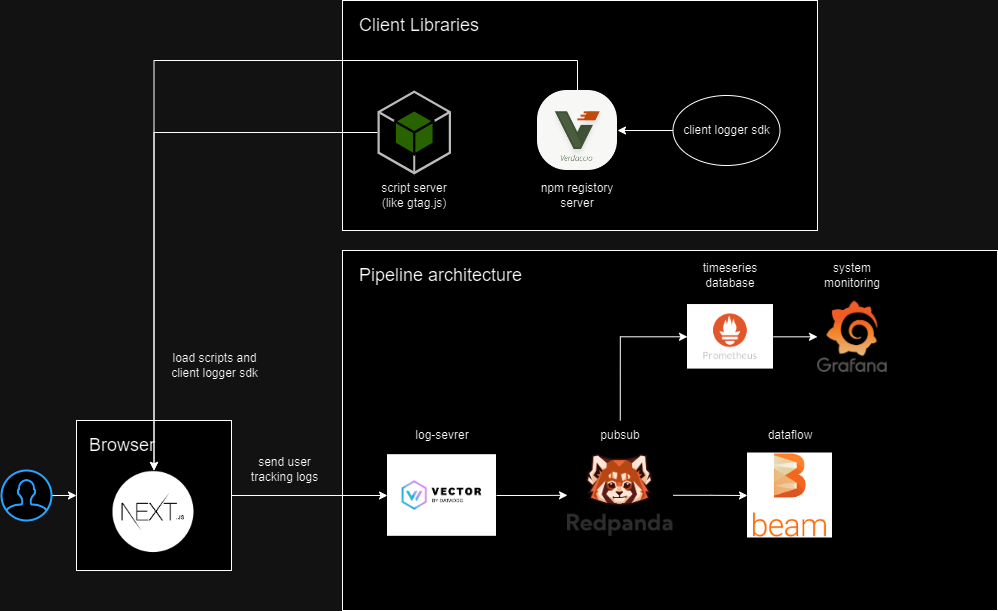 Client Libraries
Verdaccio
client logger sdk
script server
(like gtag.js)
npm registory
server
Pipeline architecture
timeseries
database
system
monitoring
Prometheus
Grafana
load scripts and
client logger sdk
Browser
NEXT.JS
send user
tracking logs
log-sevrer
VECTOR
BY DATADOG
pubsub
Redpanda
dataflow
beam